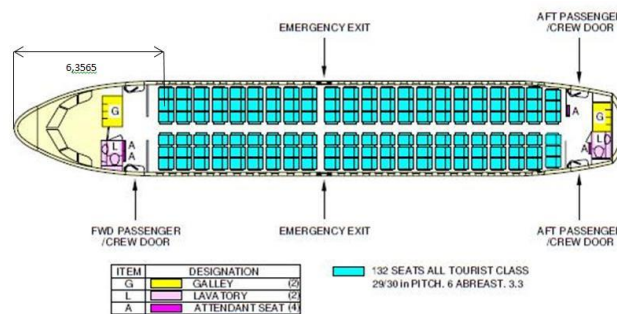 AFT PASSENGER
/CREW DOOR
EMERGENCY EXIT
6,3565
G
L
A
A
A
G
L
A
FWD PASSENGER
/CREW DOOR
EMERGENCY EXIT
AFT PASSENGER
/CREW DOOR
ITEM DESIGNATION
G GALLEY (2)
L LAVATORY (2)
A ATTENDANT SEAT (4)
132 SEATS ALL TOURIST CLASS
29/30 in PITCH. 6 ABREAST. 3.3